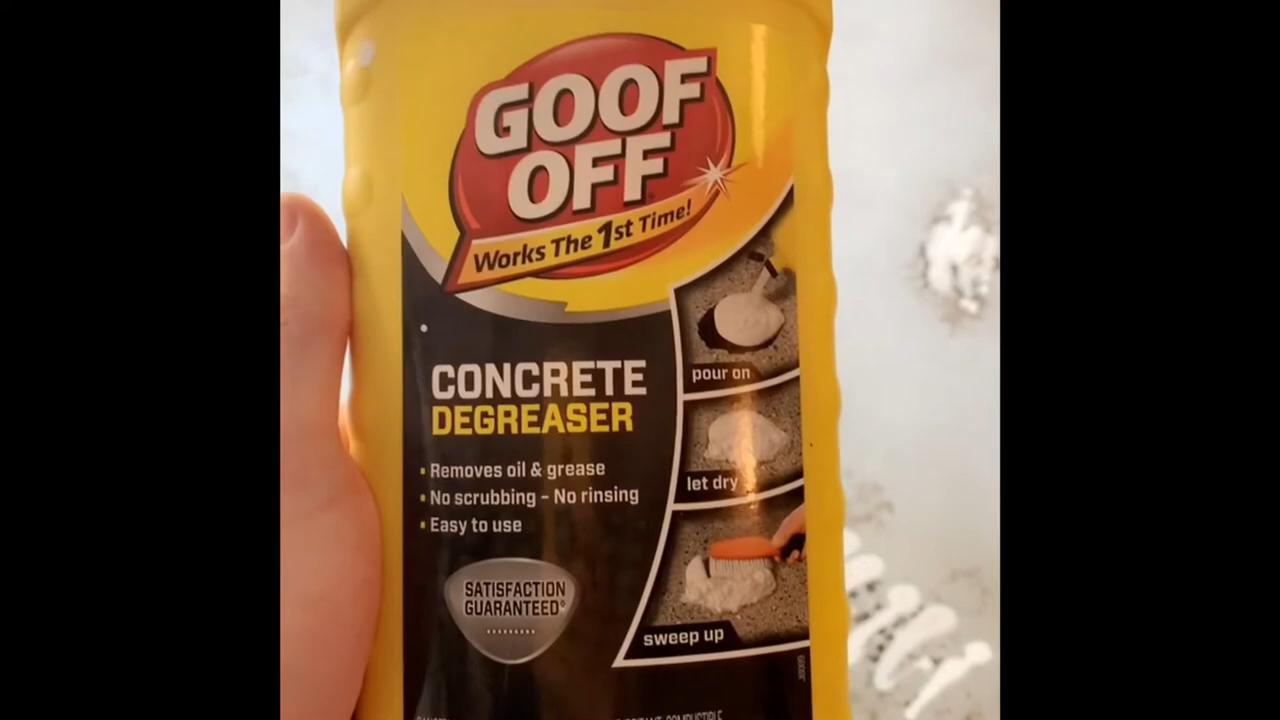 GOOF
OFF
Works The 1st Time!
CONCRETE
DEGREASER
• Removes oil & grease
• No scrubbing - No rinsing
• Easy to use
SATISFACTION
GUARANTEED®
pour on
let dry
sweep up
COMBUSTIBLE